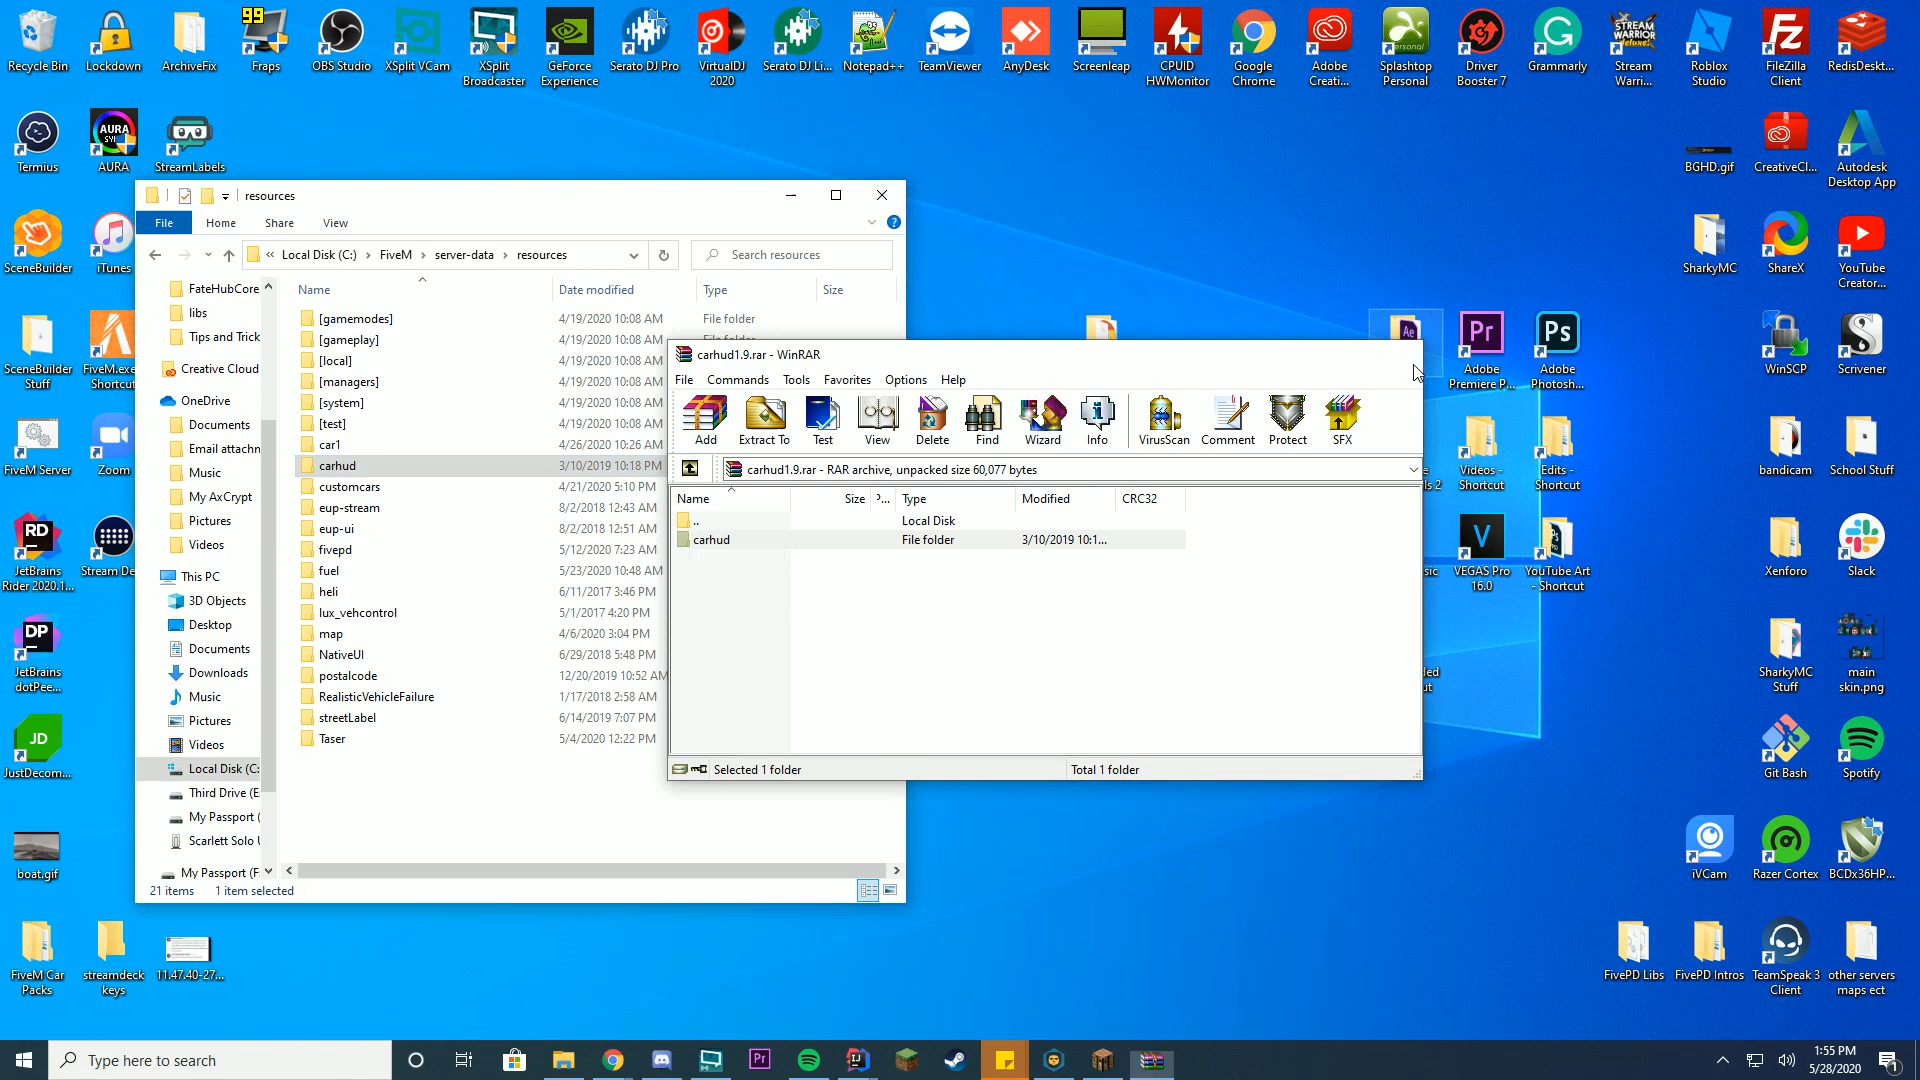 Recycle Bin
Lockdown
ArchiveFix
99
Fraps
OBS Studio
XSplit VCam
XSplit
Broadcaster
GeForce
Experience
Serato DJ Pro
VirtualDJ
2020
Serato DJ Li...
Notepad++
TeamViewer
AnyDesk
Screenleap
CPUID
HWMonitor
Google
Chrome
Adobe
Creati...
personal
Splashtop
Personal
Driver
Booster 7
Grammarly
Stream
Warri...
Roblox
Studio
FileZilla
Client
RedisDeskt...
Termius
AURA
StreamLabels
BGHD.gif
CreativeCl...
Autodesk
Desktop App
resources
File
Home
Share
View
Local Disk (C:)
FiveM
server-data
resources
Search resources
Name
Date modified
Type
Size
FateHubCore
libs
Tips and Trick
Creative Cloud
OneDrive
Documents
Email attachn
Music
My AxCrypt
Pictures
Videos
This PC
3D Objects
Desktop
Documents
Downloads
Music
Pictures
Videos
Local Disk (C:
Third Drive (E
My Passport (
Scarlett Solo U
My Passport (F
[gamemodes] 4/19/2020 10:08 AM File folder
[gameplay] 4/19/2020 10:08 AM
[local] 4/19/2020 10:08 AM
[managers] 4/19/2020 10:08 AM
[system] 4/19/2020 10:08 AM
[test] 4/19/2020 10:08 AM
car1 4/26/2020 10:26 AM
carhud 3/10/2019 10:18 PM
customcars 4/21/2020 5:10 PM
eup-stream 8/2/2018 12:43 AM
eup-ui 8/2/2018 12:51 AM
fivepd 5/12/2020 7:23 AM
fuel 5/23/2020 10:48 AM
heli 6/11/2017 3:46 PM
lux_vehcontrol 5/1/2017 4:20 PM
map 4/6/2020 3:04 PM
NativeUI 6/29/2018 5:48 PM
postalcode 12/20/2019 10:52 AM
RealisticVehicleFailure 1/17/2018 2:58 AM
streetLabel 6/14/2019 7:07 PM
Taser 5/4/2020 12:22 PM
21 items
1 item selected
carhud1.9.rar - WinRAR
File
Commands
Tools
Favorites
Options
Help
Add
Extract To
Test
View
Delete
Find
Wizard
Info
VirusScan
Comment
Protect
SFX
carhud1.9.rar - RAR archive, unpacked size 60,077 bytes
Name
Size
Type
Modified
CRC32
..
Local Disk
carhud
File folder
3/10/2019 10:1...
Selected 1 folder
Total 1 folder
SceneBuilder
iTunes
SceneBuilder
Stuff
FiveM.exe
Shortcut
FiveM Server
Zoom
JetBrains
Rider 2020.1...
Stream De
JetBrains
dotPee...
JustDecom...
boat.gif
FiveM Car
Packs
streamdeck
keys
11.47.40-27...
Adobe
Premiere P...
Adobe
Photosh...
Videos -
Shortcut
Edits -
Shortcut
VEGAS Pro
16.0
YouTube Art
- Shortcut
SharkyMC
ShareX
YouTube
Creator...
WinSCP
Scrivener
bandicam
School Stuff
Xenforo
Slack
SharkyMC
Stuff
main
skin.png
Git Bash
Spotify
iVCam
Razer Cortex
BCDx36HP...
FivePD Libs
FivePD Intros
TeamSpeak 3
Client
other servers
maps ect
Type here to search
1:55 PM
5/28/2020